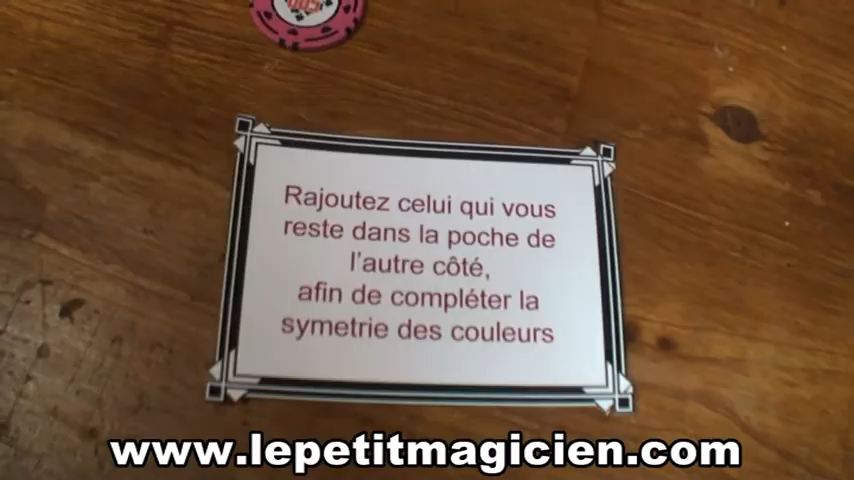 Rajoutez celui qui vous
reste dans la poche de
l'autre côté,
afin de compléter la
symetrie des couleurs
www.lepetitmagicien.com